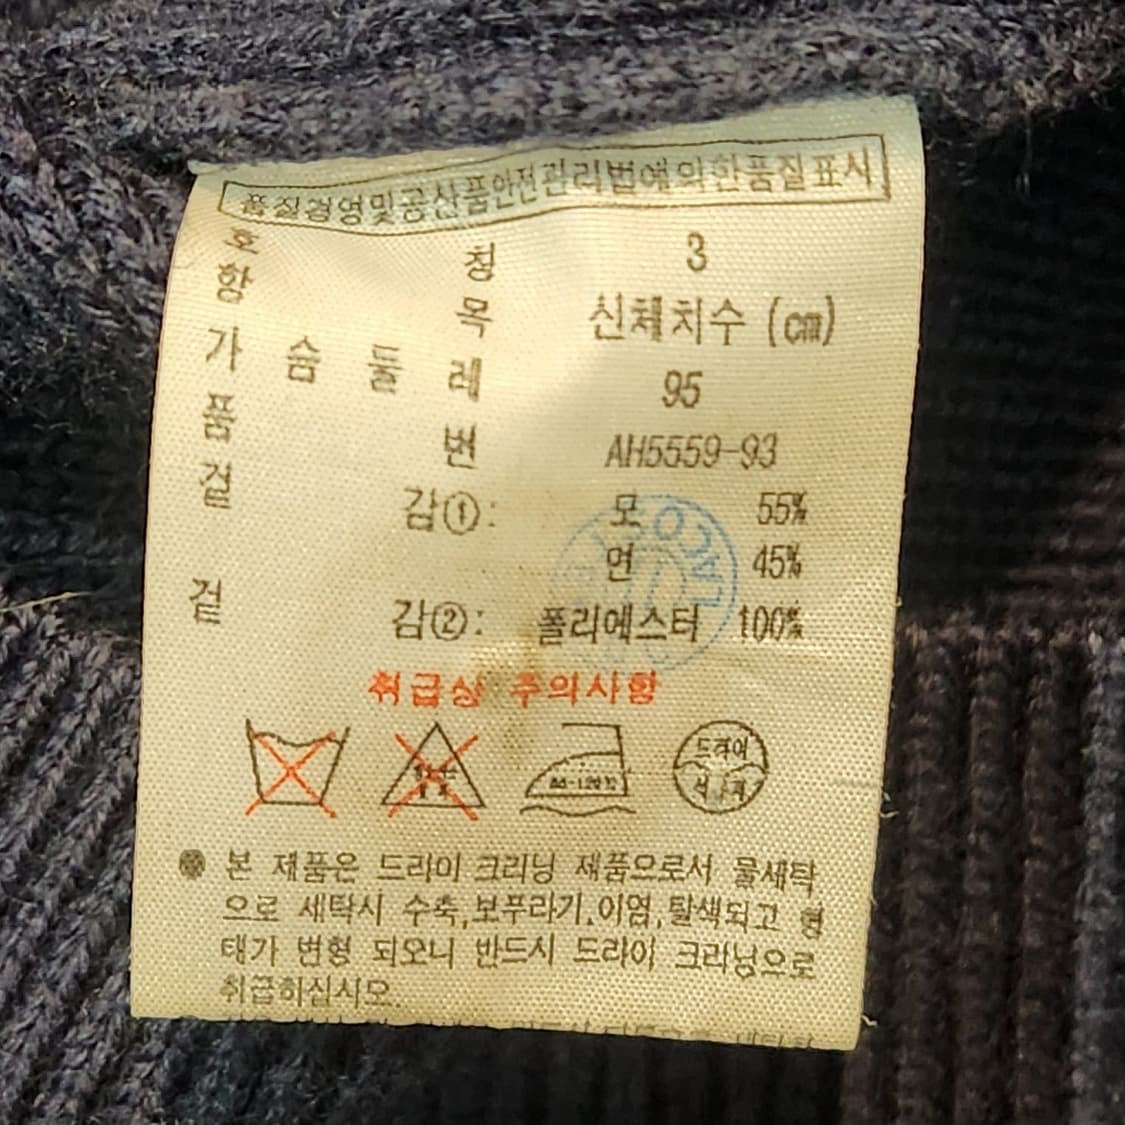 품질경영및공산품안전관리법에의한품질표시
호 칭 3
항 목 신체치수 (cm)
가 슴 둘 레 95
품 번 AH5559-93
겉 감①: 모 55%
면 45%
겉 감②: 폴리에스터 100%
취급상 주의사항
드라이
본 제품은 드라이 크리닝 제품으로서 물세탁
으로 세탁시 수축,보푸라기,이염,탈색되고 형
태가 변형 되오니 반드시 드라이 크리닝으로
취급하십시오.